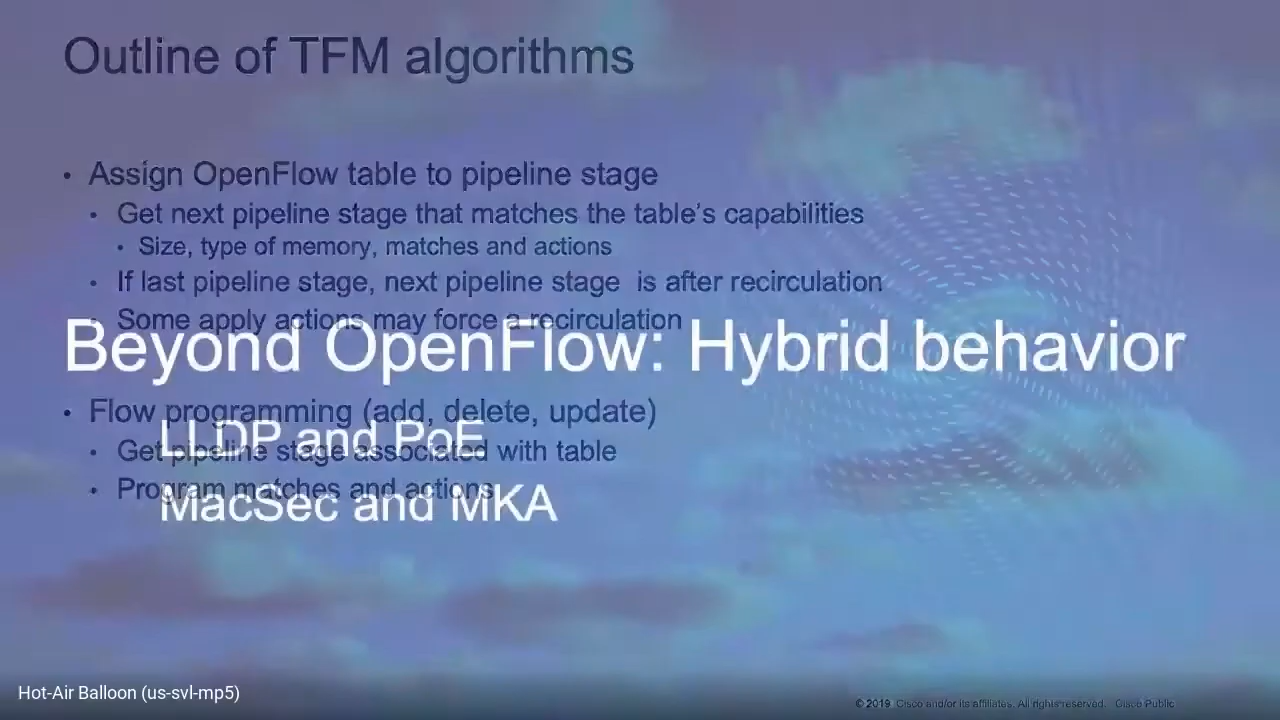 Outline of TFM algorithms
• Assign OpenFlow table to pipeline stage
• Get next pipeline stage that matches the table's capabilities
• Size, type of memory, matches and actions
• If last pipeline stage, next pipeline stage is after recirculation
• Some apply actions may force a recirculation
Beyond OpenFlow: Hybrid behavior
• Flow programming (add, delete, update)
LLDP and PoE
• Get pipeline stage associated with table
• Program matches and actions
MacSec and MKA
Hot-Air Balloon (us-svl-mp5)
© 2019 Cisco and/or its affiliates. All rights reserved. Cisco Public